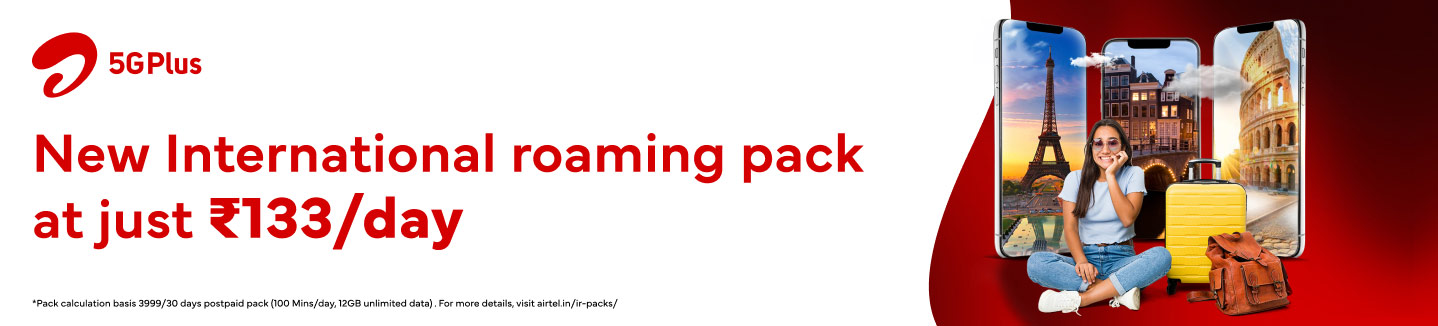 5G Plus
New International roaming pack
at just ₹133/day
*Pack calculation basis 3999/30 days postpaid pack (100 Mins/day, 12GB unlimited data) . For more details, visit airtel.in/ir-packs/